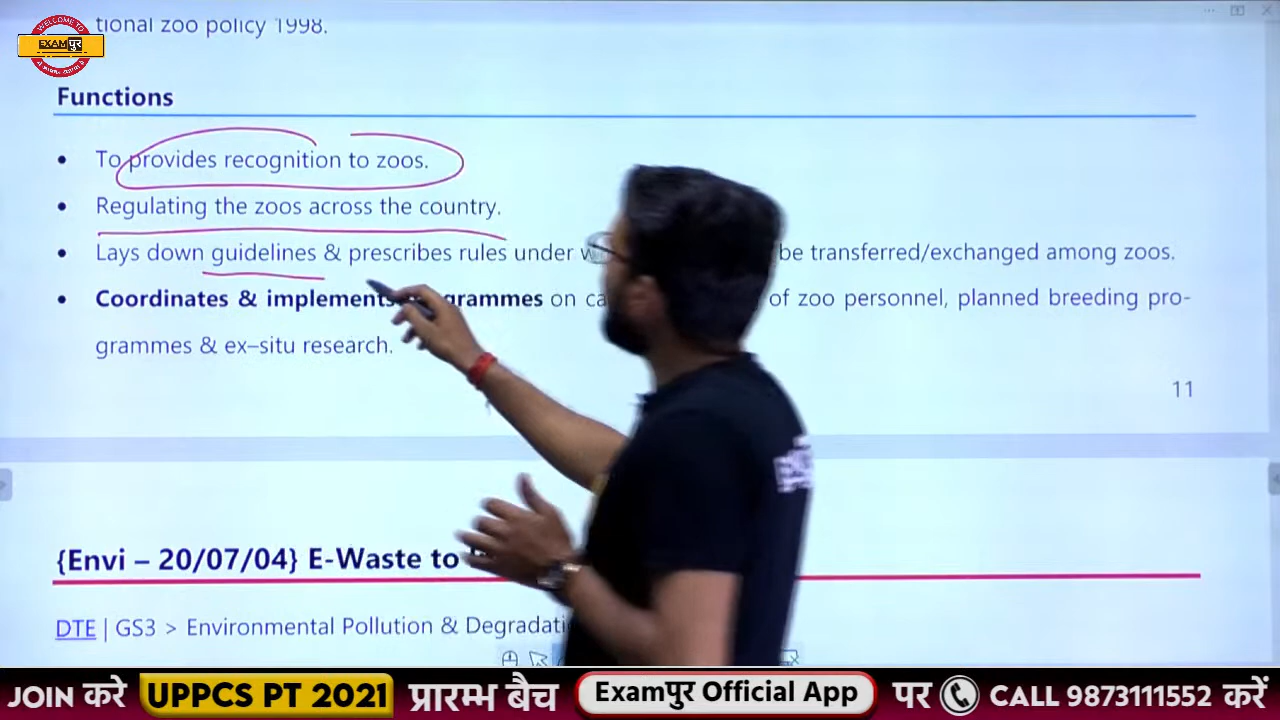 WELCOME TO
EXAMपुर
tional zoo policy 1998.
Functions
• To provides recognition to zoos.
• Regulating the zoos across the country.
• Lays down guidelines & prescribes rules under be transferred/exchanged among zoos.
• Coordinates & implements on of zoo personnel, planned breeding pro-
grammes & ex–situ research.
11
{Envi – 20/07/04} E-Waste to
DTE | GS3 > Environmental Pollution &
JOIN करे UPPCS PT 2021 प्रारम्भ बैच Examपुर Official App पर CALL 9873111552 करें